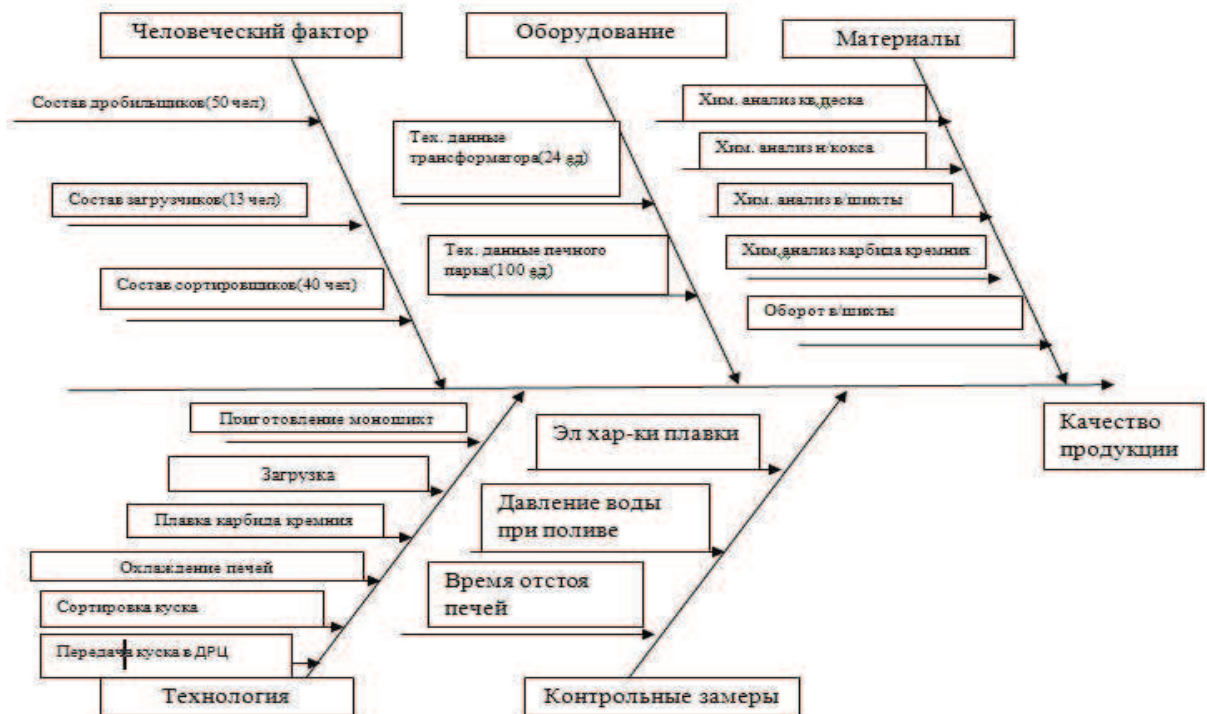 Человеческий фактор
Оборудование
Материалы
Состав дробильщиков(50 чел)
Состав загрузчиков(13 чел)
Состав сортировщиков(40 чел)
Тех. данные
трансформатора(24 ед)
Тех. данные печного
парка(100 ед)
Хим. анализ кв,песка
Хим. анализ н/кокса
Хим. анализ в/шихты
Хим,анализ карбида кремния
Оборот в/шихты
Качество
продукции
Приготовление моношихт
Загрузка
Плавка карбида кремния
Охлаждение печей
Сортировка куска
Передача куска в ДРЦ
Технология
Эл хар-ки плавки
Давление воды
при поливе
Время отстоя
печей
Контрольные замеры